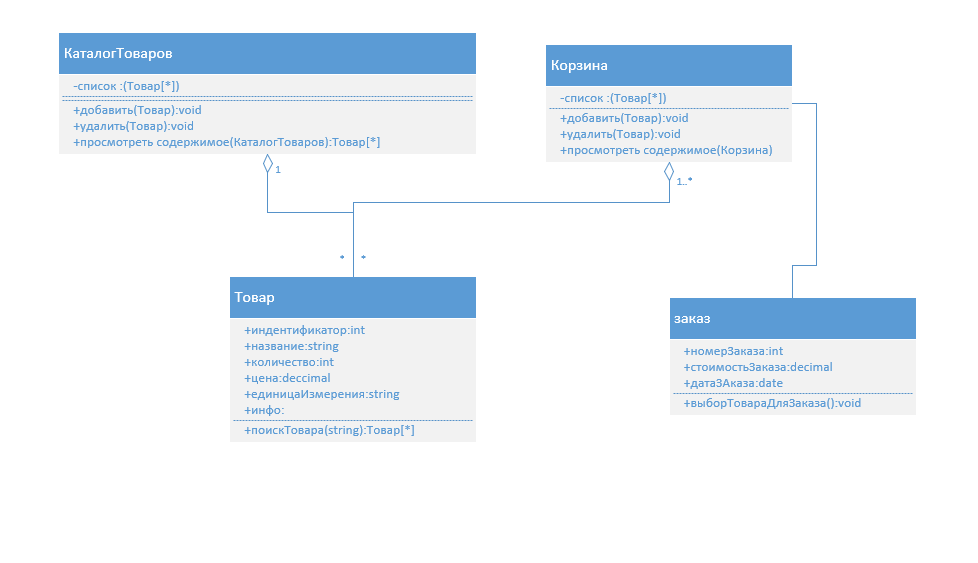 КаталогТоваров
-список :(Товар[*])
+добавить(Товар):void
+удалить(Товар):void
+просмотреть содержимое(КаталогТоваров):Товар[*]
1
Корзина
-список :(Товар[*])
+добавить(Товар):void
+удалить(Товар):void
+просмотреть содержимое(Корзина)
1..*
* *
Товар
+индентификатор:int
+название:string
+количество:int
+цена:deccimal
+единицаИзмерения:string
+инфо:
+поискТовара(string):Товар[*]
заказ
+номерЗаказа:int
+стоимостьЗаказа:decimal
+датаЗАказа:date
+выборТовараДляЗаказа():void